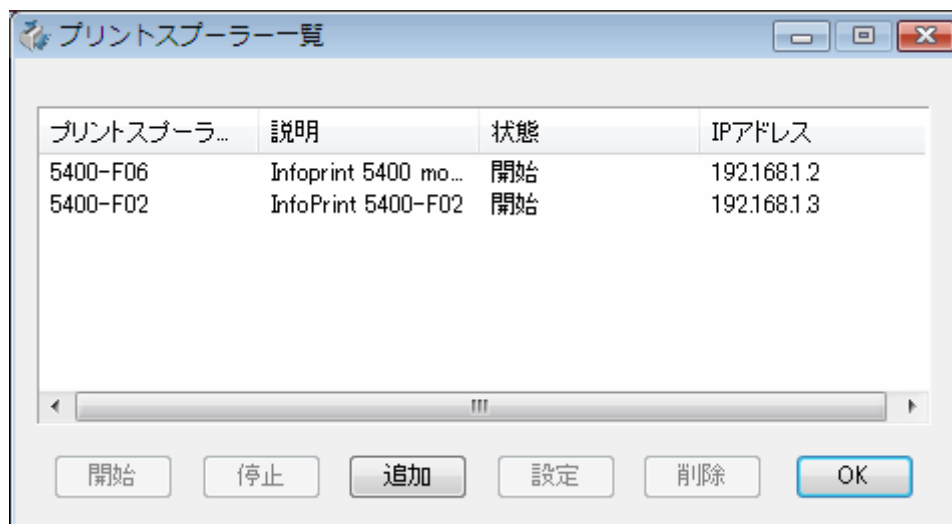 プリントスプーラー一覧
プリントスプーラ... 説明 状態 IPアドレス
5400-F06 Infoprint 5400 mo... 開始 192.168.1.2
5400-F02 InfoPrint 5400-F02 開始 192.168.1.3
開始 停止 追加 設定 削除 OK